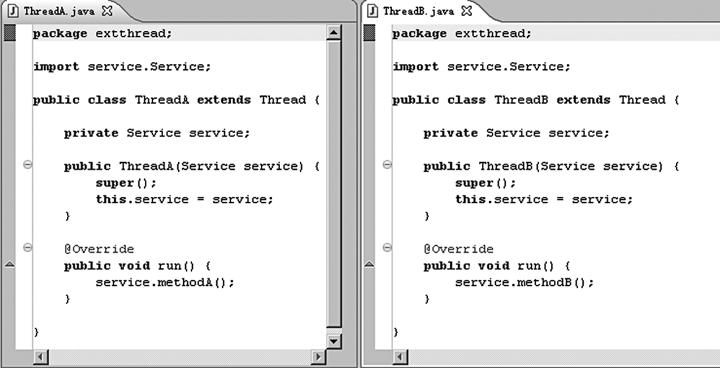 ThreadA.java
package extthread;
import service.Service;
public class ThreadA extends Thread {
private Service service;
public ThreadA(Service service) {
super();
this.service = service;
}
@Override
public void run() {
service.methodA();
}
}
ThreadB.java
package extthread;
import service.Service;
public class ThreadB extends Thread {
private Service service;
public ThreadB(Service service) {
super();
this.service = service;
}
@Override
public void run() {
service.methodB();
}
}